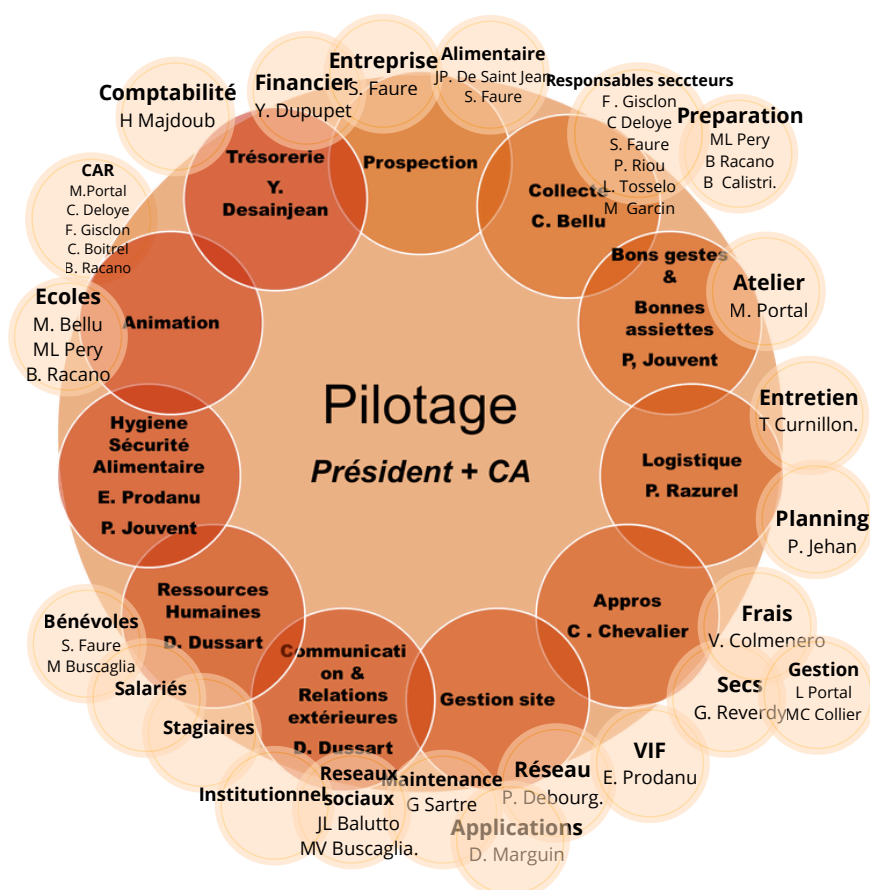 Pilotage
Président + CA
Prospection
Entreprise
S. Faure
Alimentaire
JP. De Saint Jean
S. Faure
Collecte
C. Bellu
Responsables seccteurs
F . Gisclon
C Deloye
S. Faure
P. Riou
L. Tosselo
M Garcin
Preparation
ML Pery
B Racano
B Calistri.
Bons gestes
&
Bonnes
assiettes
P, Jouvent
Atelier
M. Portal
Logistique
P. Razurel
Entretien
T Curnillon.
Planning
P. Jehan
Appros
C . Chevalier
Frais
V. Colmenero
Secs
G. Reverdy
Gestion
L Portal
MC Collier
VIF
E. Prodanu
Gestion site
Réseau
P. Debourg.
Applications
D. Marguin
Maintenance
G Sartre
Communicati
on &
Relations
extérieures
D. Dussart
Reseaux
sociaux
JL Balutto
MV Buscaglia.
Institutionnel
Ressources
Humaines
D. Dussart
Stagiaires
Salariés
Bénévoles
S. Faure
M Buscaglia
Hygiene
Sécurité
Alimentaire
E. Prodanu
P. Jouvent
Animation
Ecoles
M. Bellu
ML Pery
B. Racano
CAR
M.Portal
C. Deloye
F. Gisclon
C. Boitrel
B. Racano
Trésorerie
Y.
Desainjean
Comptabilité
H Majdoub
Financier
Y. Dupupet